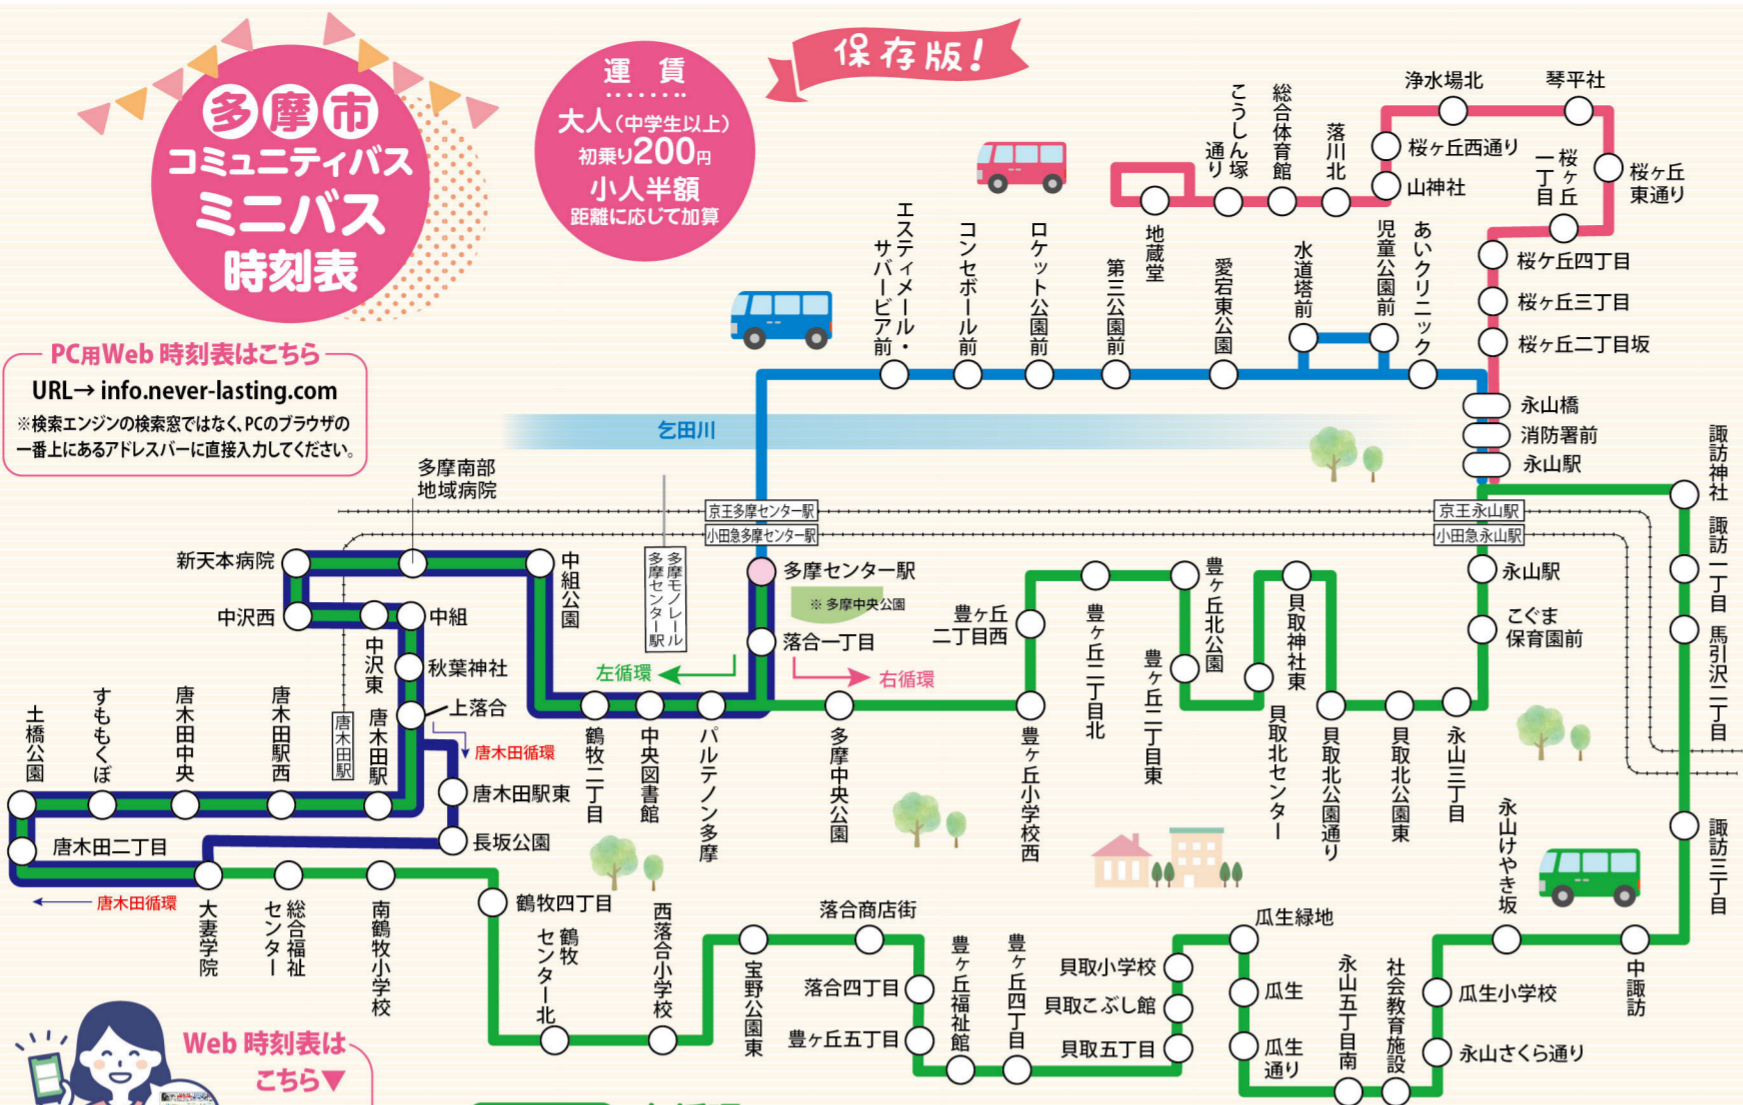 多摩市
コミュニティバス
ミニバス
時刻表
運賃
大人(中学生以上)
初乗り200円
小人半額
距離に応じて加算
保存版!
PC用Web 時刻表はこちら
URL→ info.never-lasting.com
※検索エンジンの検索窓ではなく、PCのブラウザの
一番上にあるアドレスバーに直接入力してください。
浄水場北
琴平社
こうしん塚
通り
総合体育館
落川北
桜ヶ丘西通り
山神社
桜ヶ丘
一丁目
桜ヶ丘
東通り
地蔵堂
桜ケ丘四丁目
桜ヶ丘三丁目
桜ヶ丘二丁目坂
エスティメール・
サバービア前
コンセボール前
ロケット公園前
第三公園前
愛宕東公園
水道塔前
児童公園前
あいクリニック
永山橋
消防署前
永山駅
乞田川
多摩南部
地域病院
京王多摩センター駅
小田急多摩センター駅
京王永山駅
小田急永山駅
多摩モノレール
多摩センター駅
諏訪神社
諏訪一丁目
馬引沢二丁目
諏訪三丁目
新天本病院
中沢西
中沢東
中組
中組公園
秋葉神社
上落合
多摩センター駅
※ 多摩中央公園
落合一丁目
左循環
右循環
豊ヶ丘
二丁目西
豊ヶ丘二丁目北
豊ヶ丘北公園
豊ヶ丘二丁目東
貝取神社東
貝取北センター
永山駅
こぐま
保育園前
土橋公園
すももくぼ
唐木田中央
唐木田駅西
唐木田駅
唐木田駅
唐木田循環
唐木田駅東
長坂公園
鶴牧二丁目
中央図書館
パルテノン多摩
多摩中央公園
豊ヶ丘小学校西
貝取北公園通り
貝取北公園東
永山三丁目
唐木田二丁目
唐木田循環
大妻学院
総合福祉
センター
南鶴牧小学校
鶴牧四丁目
鶴牧
センター北
西落合小学校
宝野公園東
落合商店街
落合四丁目
豊ヶ丘五丁目
豊ヶ丘福祉館
豊ヶ丘四丁目
貝取小学校
貝取こぶし館
貝取五丁目
瓜生緑地
瓜生
瓜生
通り
永山五丁目南
社会教育施設
瓜生小学校
永山さくら通り
永山けやき坂
中諏訪
Web 時刻表は
こちら▼